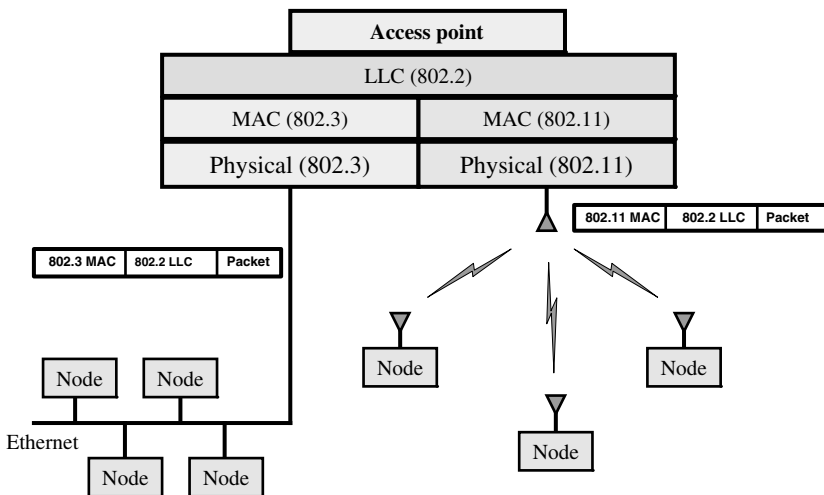 Access point
LLC (802.2)
MAC (802.3) MAC (802.11)
Physical (802.3) Physical (802.11)
802.11 MAC 802.2 LLC Packet
802.3 MAC 802.2 LLC Packet
Node Node
Node Node
Ethernet
Node
Node Node